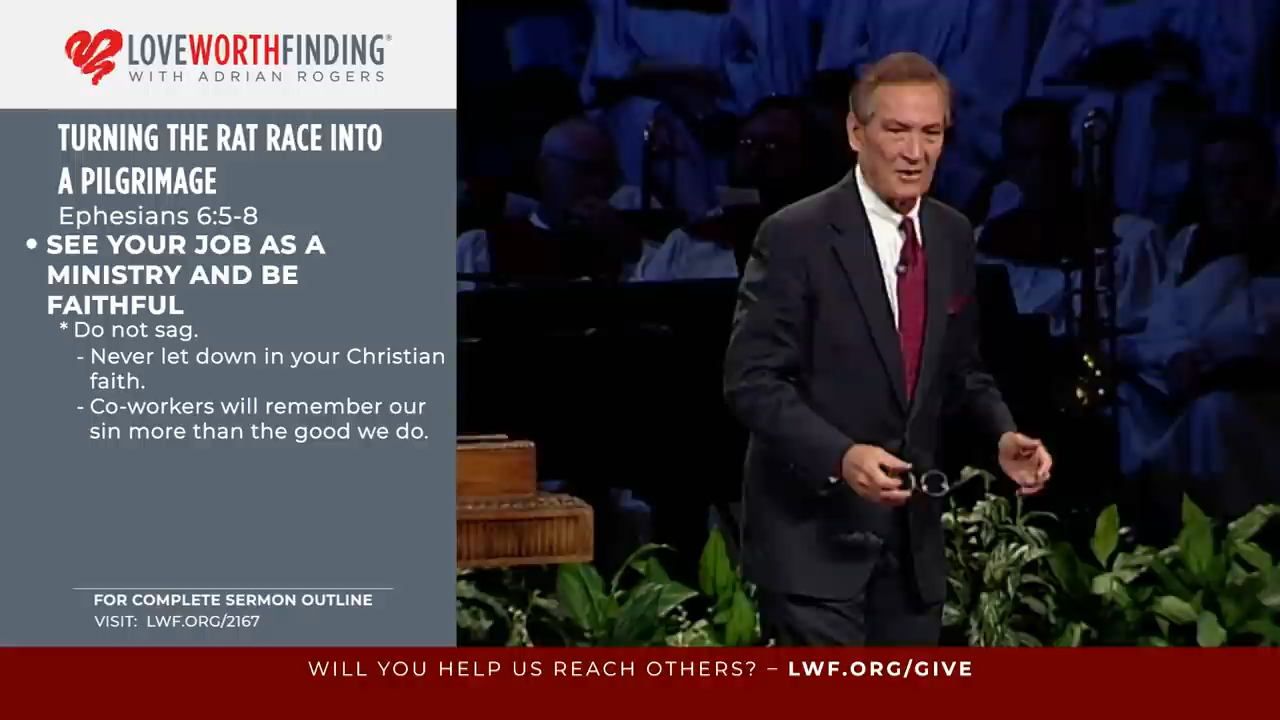 LOVEWORTHFINDING®
WITH ADRIAN ROGERS
TURNING THE RAT RACE INTO
A PILGRIMAGE
Ephesians 6:5-8
• SEE YOUR JOB AS A
MINISTRY AND BE
FAITHFUL
* Do not sag.
- Never let down in your Christian
faith.
- Co-workers will remember our
sin more than the good we do.
FOR COMPLETE SERMON OUTLINE
VISIT: LWF.ORG/2167
WILL YOU HELP US REACH OTHERS? – LWF.ORG/GIVE